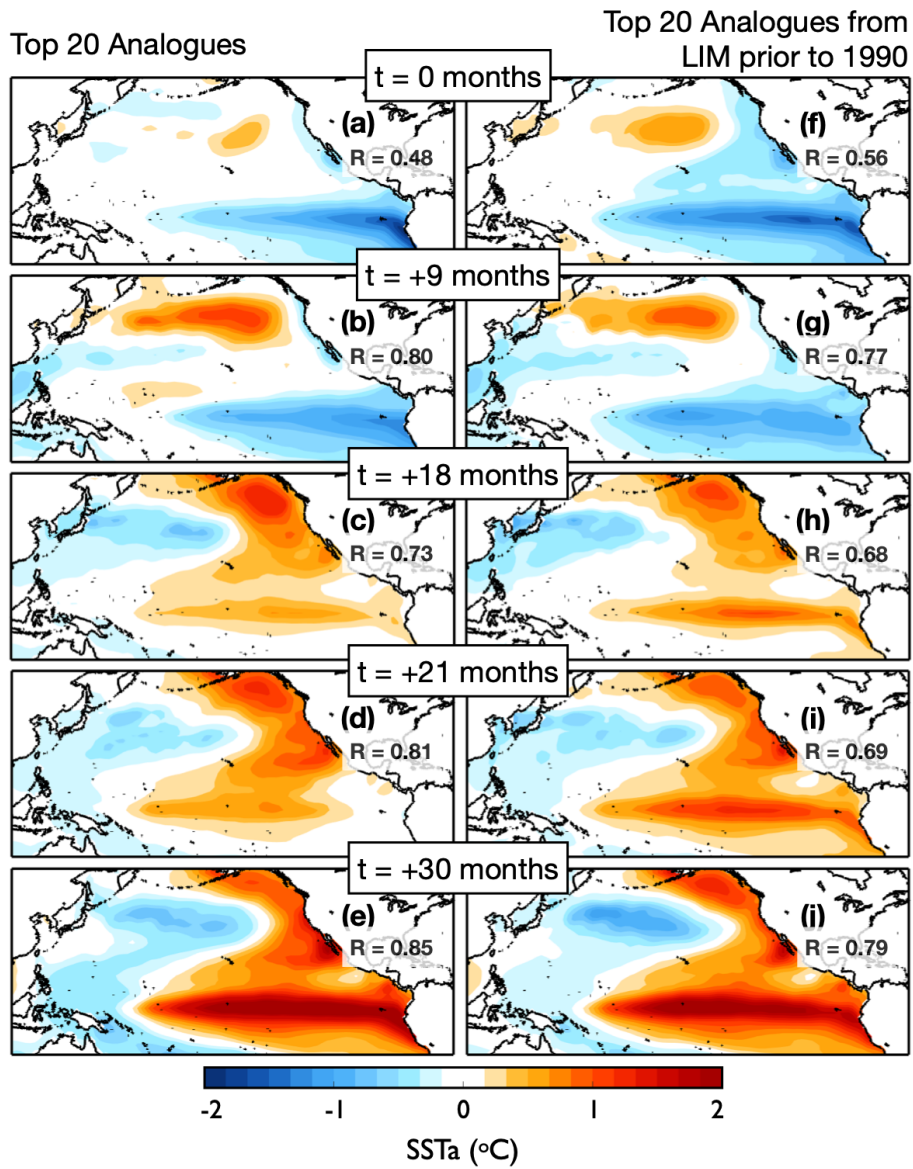 Top 20 Analogues
Top 20 Analogues from
LIM prior to 1990
t = 0 months
(a)
R = 0.48
(f)
R = 0.56
t = +9 months
(b)
R = 0.80
(g)
R = 0.77
t = +18 months
(c)
R = 0.73
(h)
R = 0.68
t = +21 months
(d)
R = 0.81
(i)
R = 0.69
t = +30 months
(e)
R = 0.85
(j)
R = 0.79
-2 -1 0 1 2
SSTa (ºC)